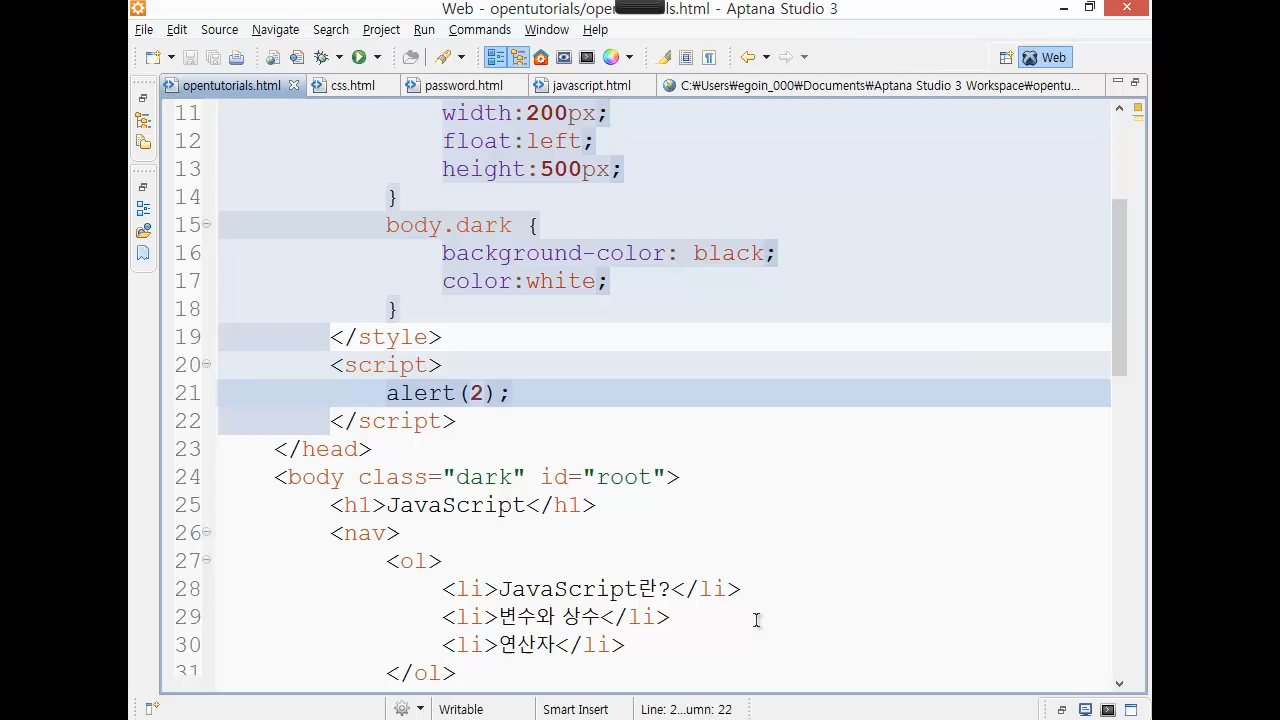 Web - opentutorials/open ls.html - Aptana Studio 3
File Edit Source Navigate Search Project Run Commands Window Help
Web
opentutorials.html css.html password.html javascript.html C:₩Users₩egoin_000₩Documents₩Aptana Studio 3 Workspace₩opentu...
11 width:200px;
12 float:left;
13 height:500px;
14 }
15 body.dark {
16 background-color: black;
17 color:white;
18 }
19 </style>
20 <script>
21 alert(2);
22 </script>
23 </head>
24 <body class="dark" id="root">
25 <h1>JavaScript</h1>
26 <nav>
27 <ol>
28 <li>JavaScript란?</li>
29 <li>변수와 상수</li>
30 <li>연산자</li>
31 </ol>
Writable Smart Insert Line: 2...umn: 22